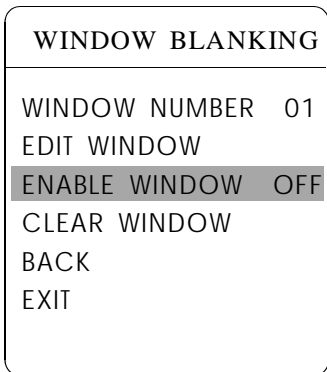 WINDOW BLANKING
WINDOW NUMBER 01
EDIT WINDOW
ENABLE WINDOW OFF
CLEAR WINDOW
BACK
EXIT